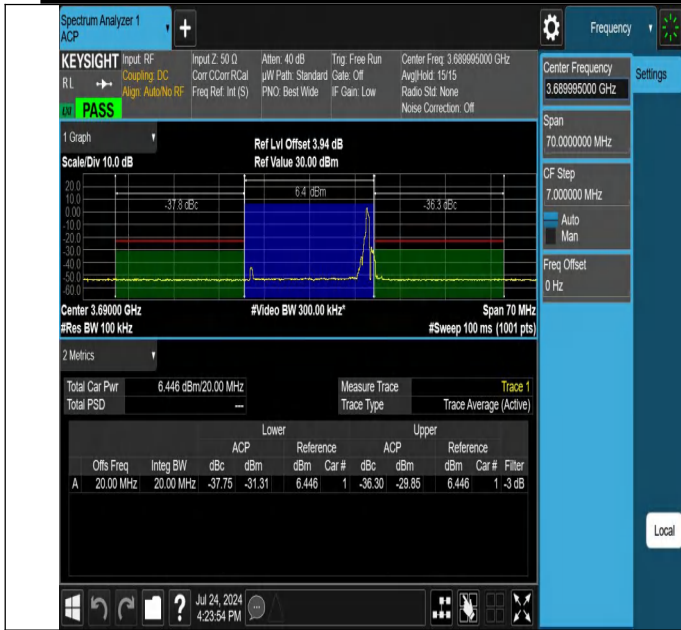 Spectrum Analyzer 1
ACP
Frequency
KEYSIGHT Input: RF Input Z: 50 Ω Atten: 40 dB Trig: Free Run Center Freq: 3.689995000 GHz
RL Coupling: DC Corr CCorr RCal µW Path: Standard Gate: Off Avg|Hold: 15/15
Align: Auto/No RF Freq Ref: Int (S) PNO: Best Wide IF Gain: Low Radio Std: None
PASS Noise Correction: Off
Center Frequency
3.689995000 GHz
Settings
Span
70.0000000 MHz
CF Step
7.000000 MHz
Auto
Man
Freq Offset
0 Hz
1 Graph
Ref Lvl Offset 3.94 dB
Scale/Div 10.0 dB Ref Value 30.00 dBm
20.0
10.0
0.00
-10.0
-20.0
-30.0
-40.0
-50.0
-60.0
-37.8 dBc 6.4 dBm -36.3 dBc
Center 3.69000 GHz #Video BW 300.00 kHz* Span 70 MHz
#Res BW 100 kHz #Sweep 100 ms (1001 pts)
2 Metrics
Total Car Pwr 6.446 dBm/20.00 MHz Measure Trace Trace 1
Total PSD --- Trace Type Trace Average (Active)
Lower Upper
ACP Reference ACP Reference
Offs Freq Integ BW dBc dBm dBm Car # dBc dBm dBm Car # Filter
A 20.00 MHz 20.00 MHz -37.75 -31.31 6.446 1 -36.30 -29.85 6.446 1 -3 dB
Local
?
Jul 24, 2024
4:23:54 PM